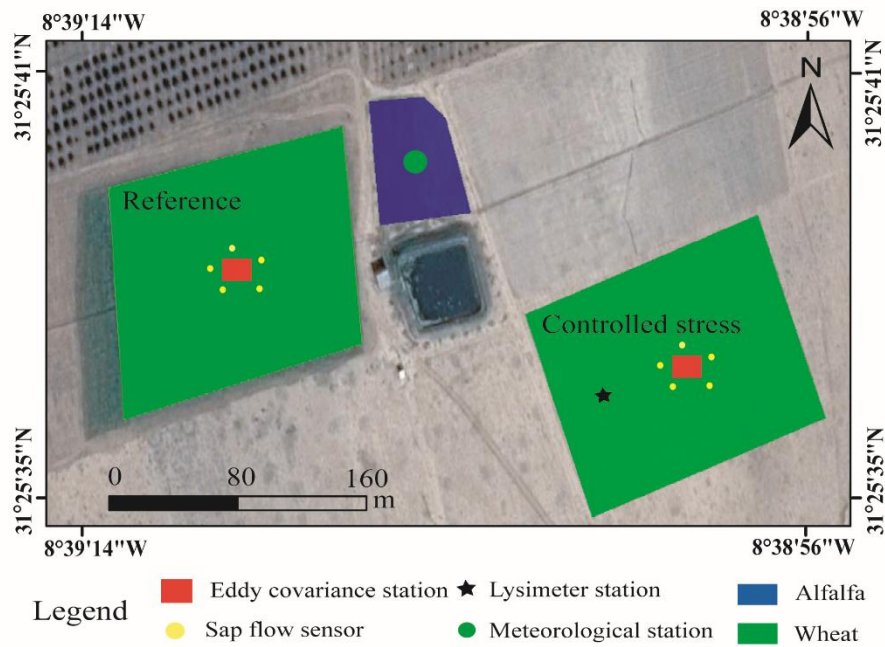 8°39'14"W
8°38'56"W
31°25'41"N
31°25'41"N
N
Reference
Controlled stress
0 80 160
m
31°25'35"N
31°25'35"N
8°39'14"W
8°38'56"W
Legend
Eddy covariance station
Lysimeter station
Alfalfa
Sap flow sensor
Meteorological station
Wheat